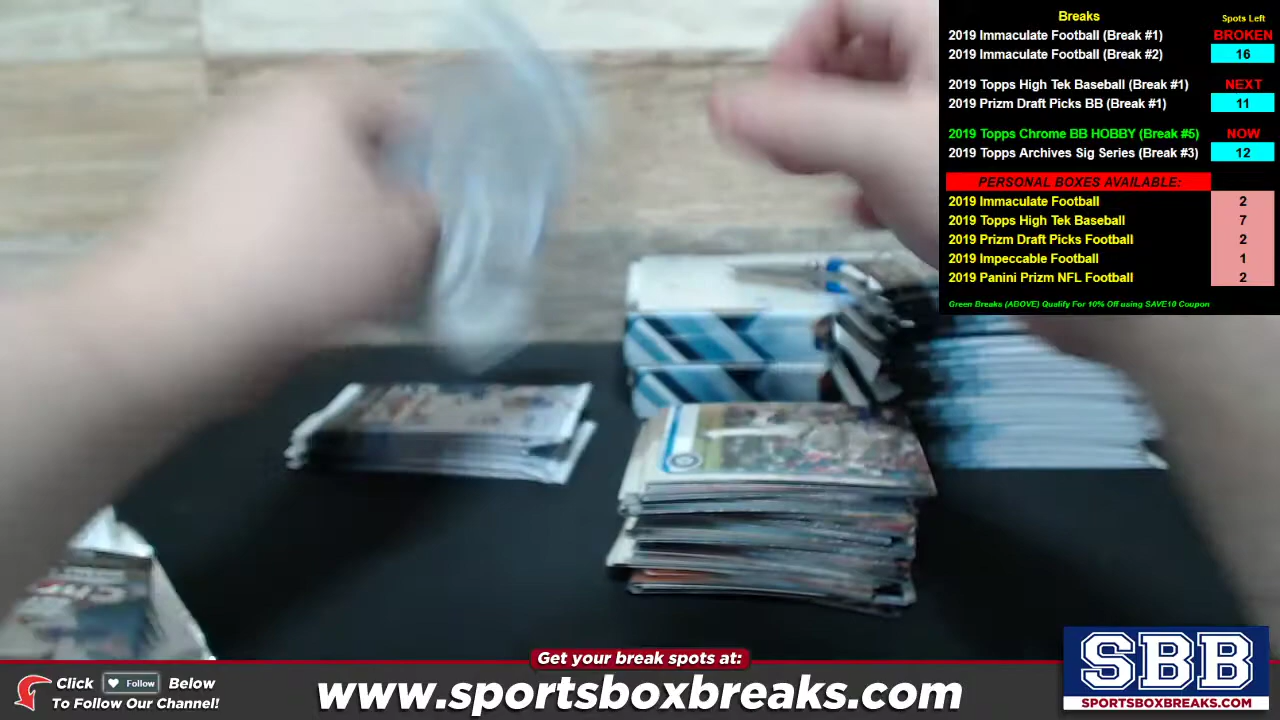 Breaks Spots Left
2019 Immaculate Football (Break #1) BROKEN
2019 Immaculate Football (Break #2) 16
2019 Topps High Tek Baseball (Break #1) NEXT
2019 Prizm Draft Picks BB (Break #1) 11
2019 Topps Chrome BB HOBBY (Break #5) NOW
2019 Topps Archives Sig Series (Break #3) 12
PERSONAL BOXES AVAILABLE:
2019 Immaculate Football 2
2019 Topps High Tek Baseball 7
2019 Prizm Draft Picks Football 2
2019 Impeccable Football 1
2019 Panini Prizm NFL Football 2
Green Breaks (ABOVE) Qualify For 10% Off using SAVE10 Coupon
Get your break spots at:
Click Follow Below
To Follow Our Channel!
www.sportsboxbreaks.com
SBB
SPORTSBOXBREAKS.COM